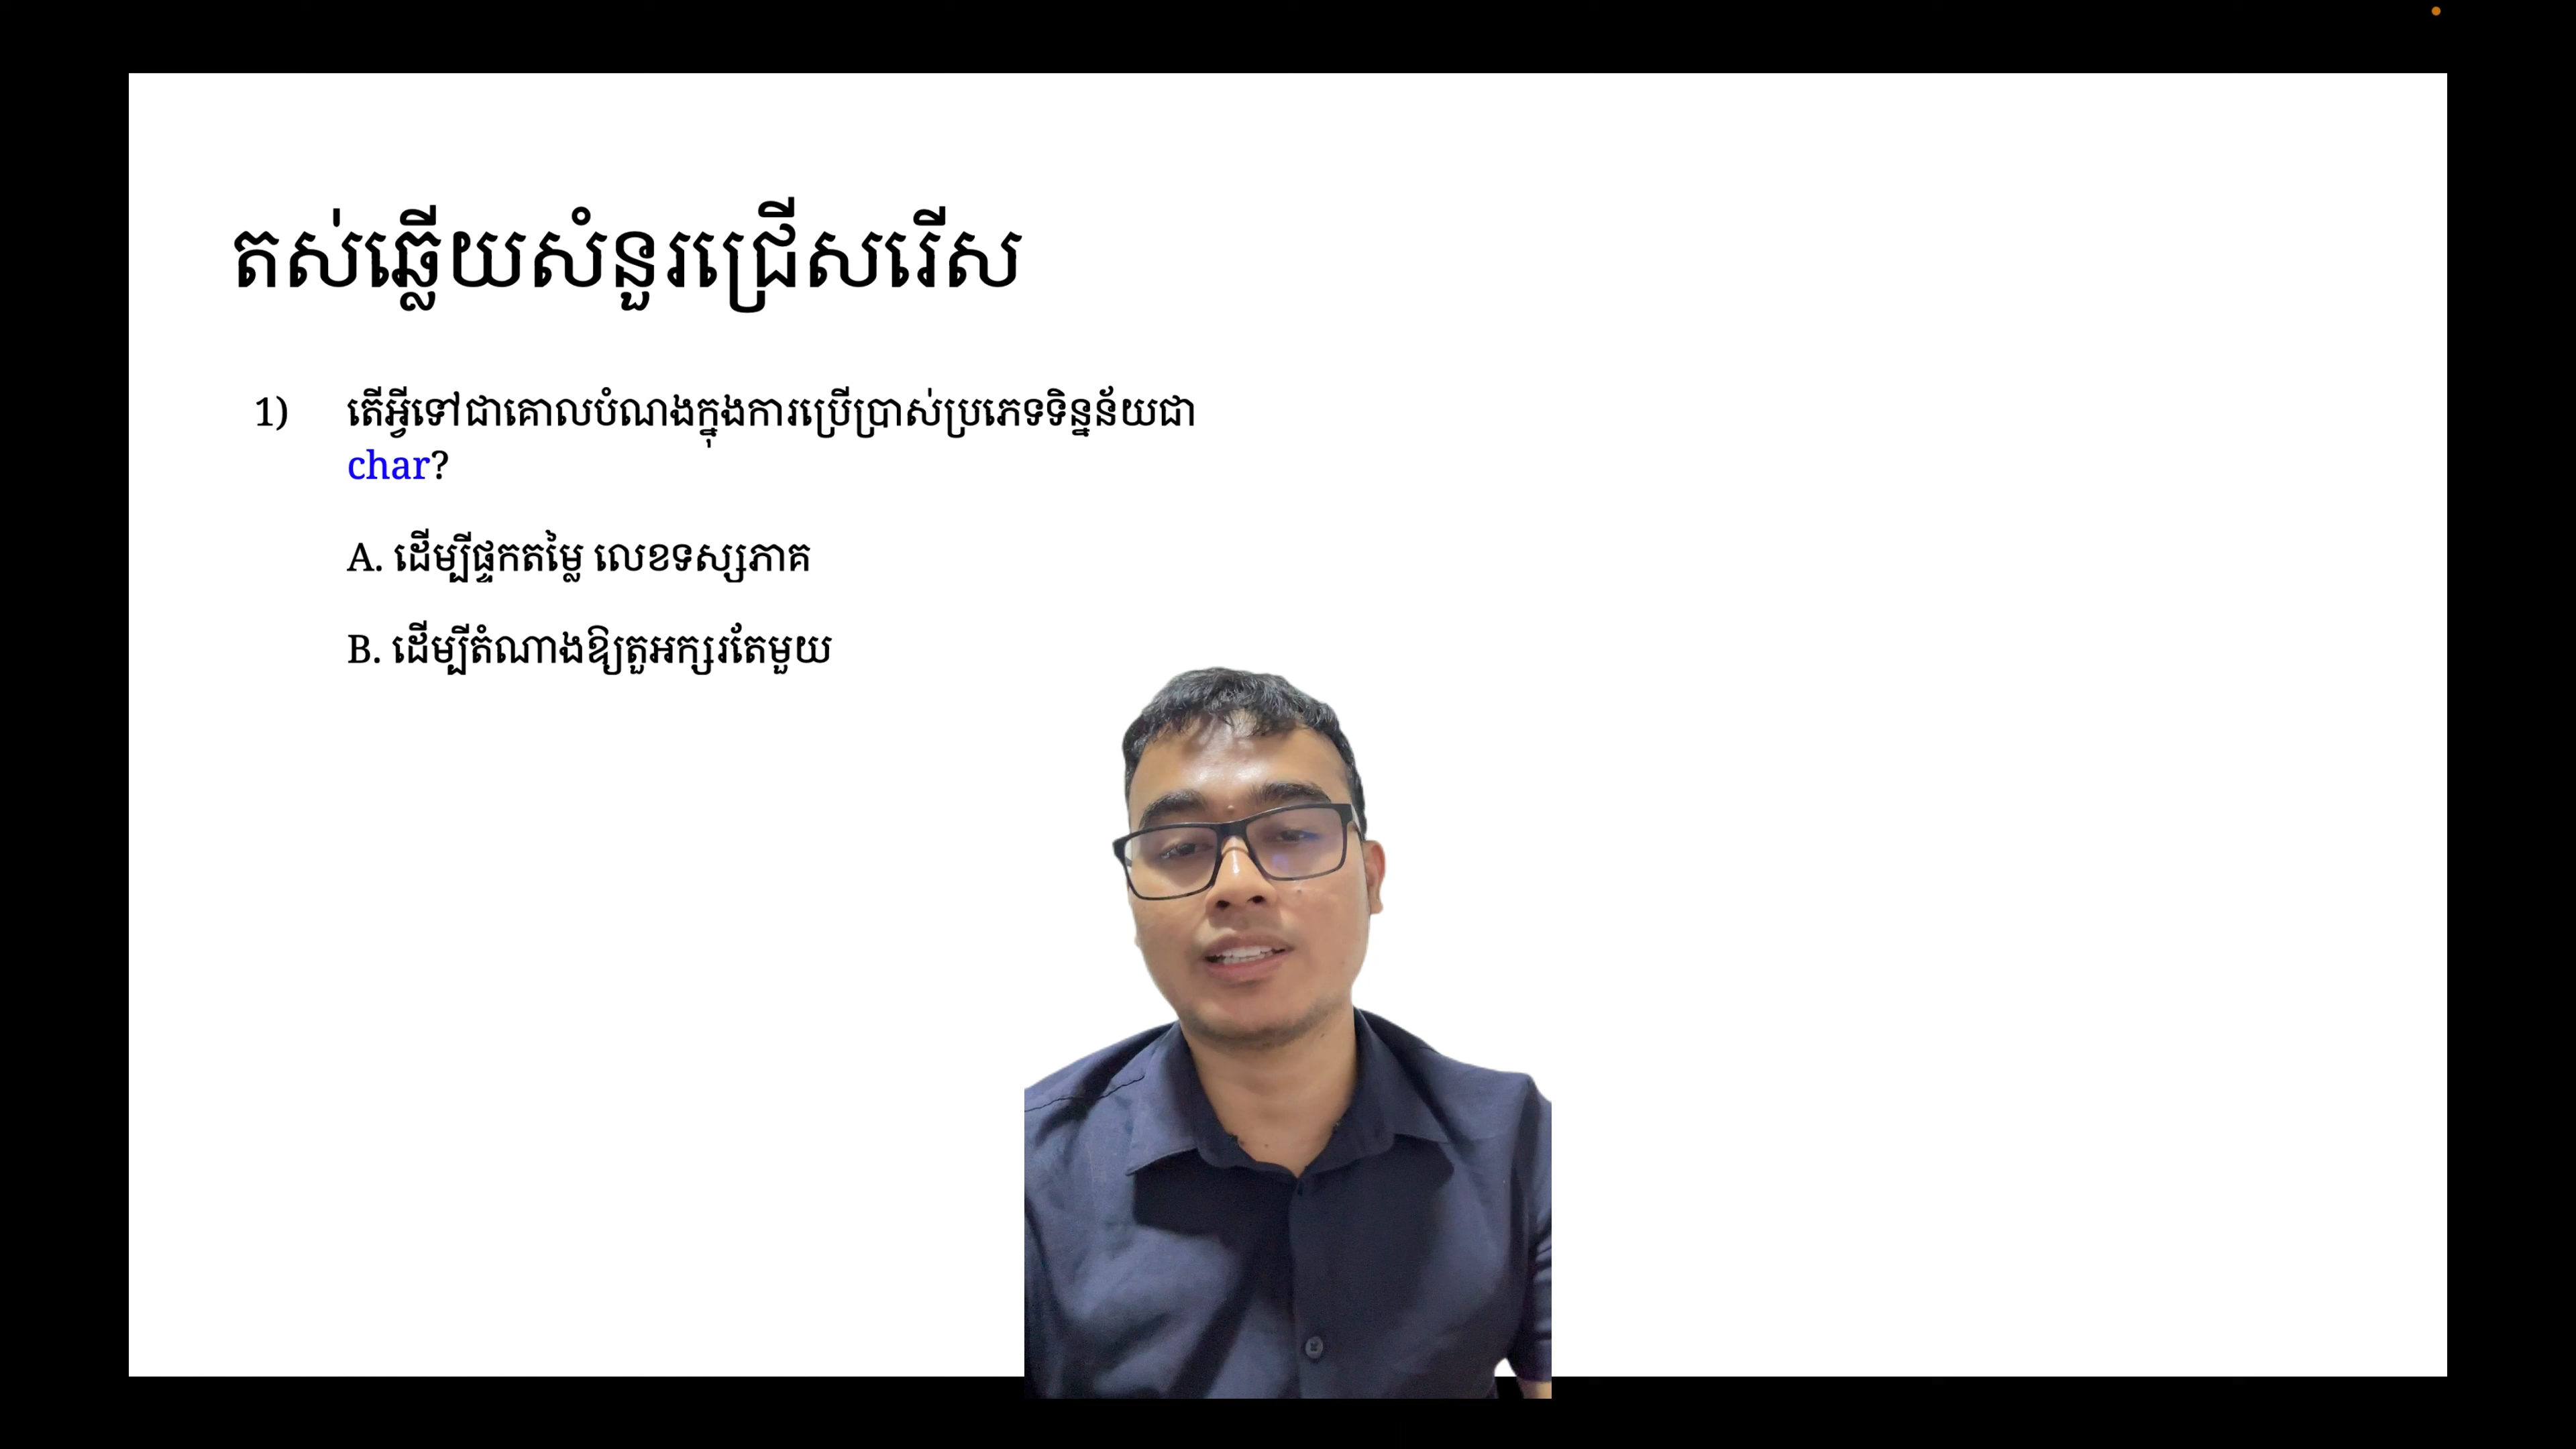 តស់ឆ្លើយសំនួរជ្រើសរើស
1) តើអ្វីទៅជាគោលបំណងក្នុងការប្រើប្រាស់ប្រភេទទិន្នន័យជា
char?
A. ដើម្បីផ្ទុកតម្លៃ លេខទស្សភាគ
B. ដើម្បីតំណាងឱ្យតួអក្សរតែមួយ